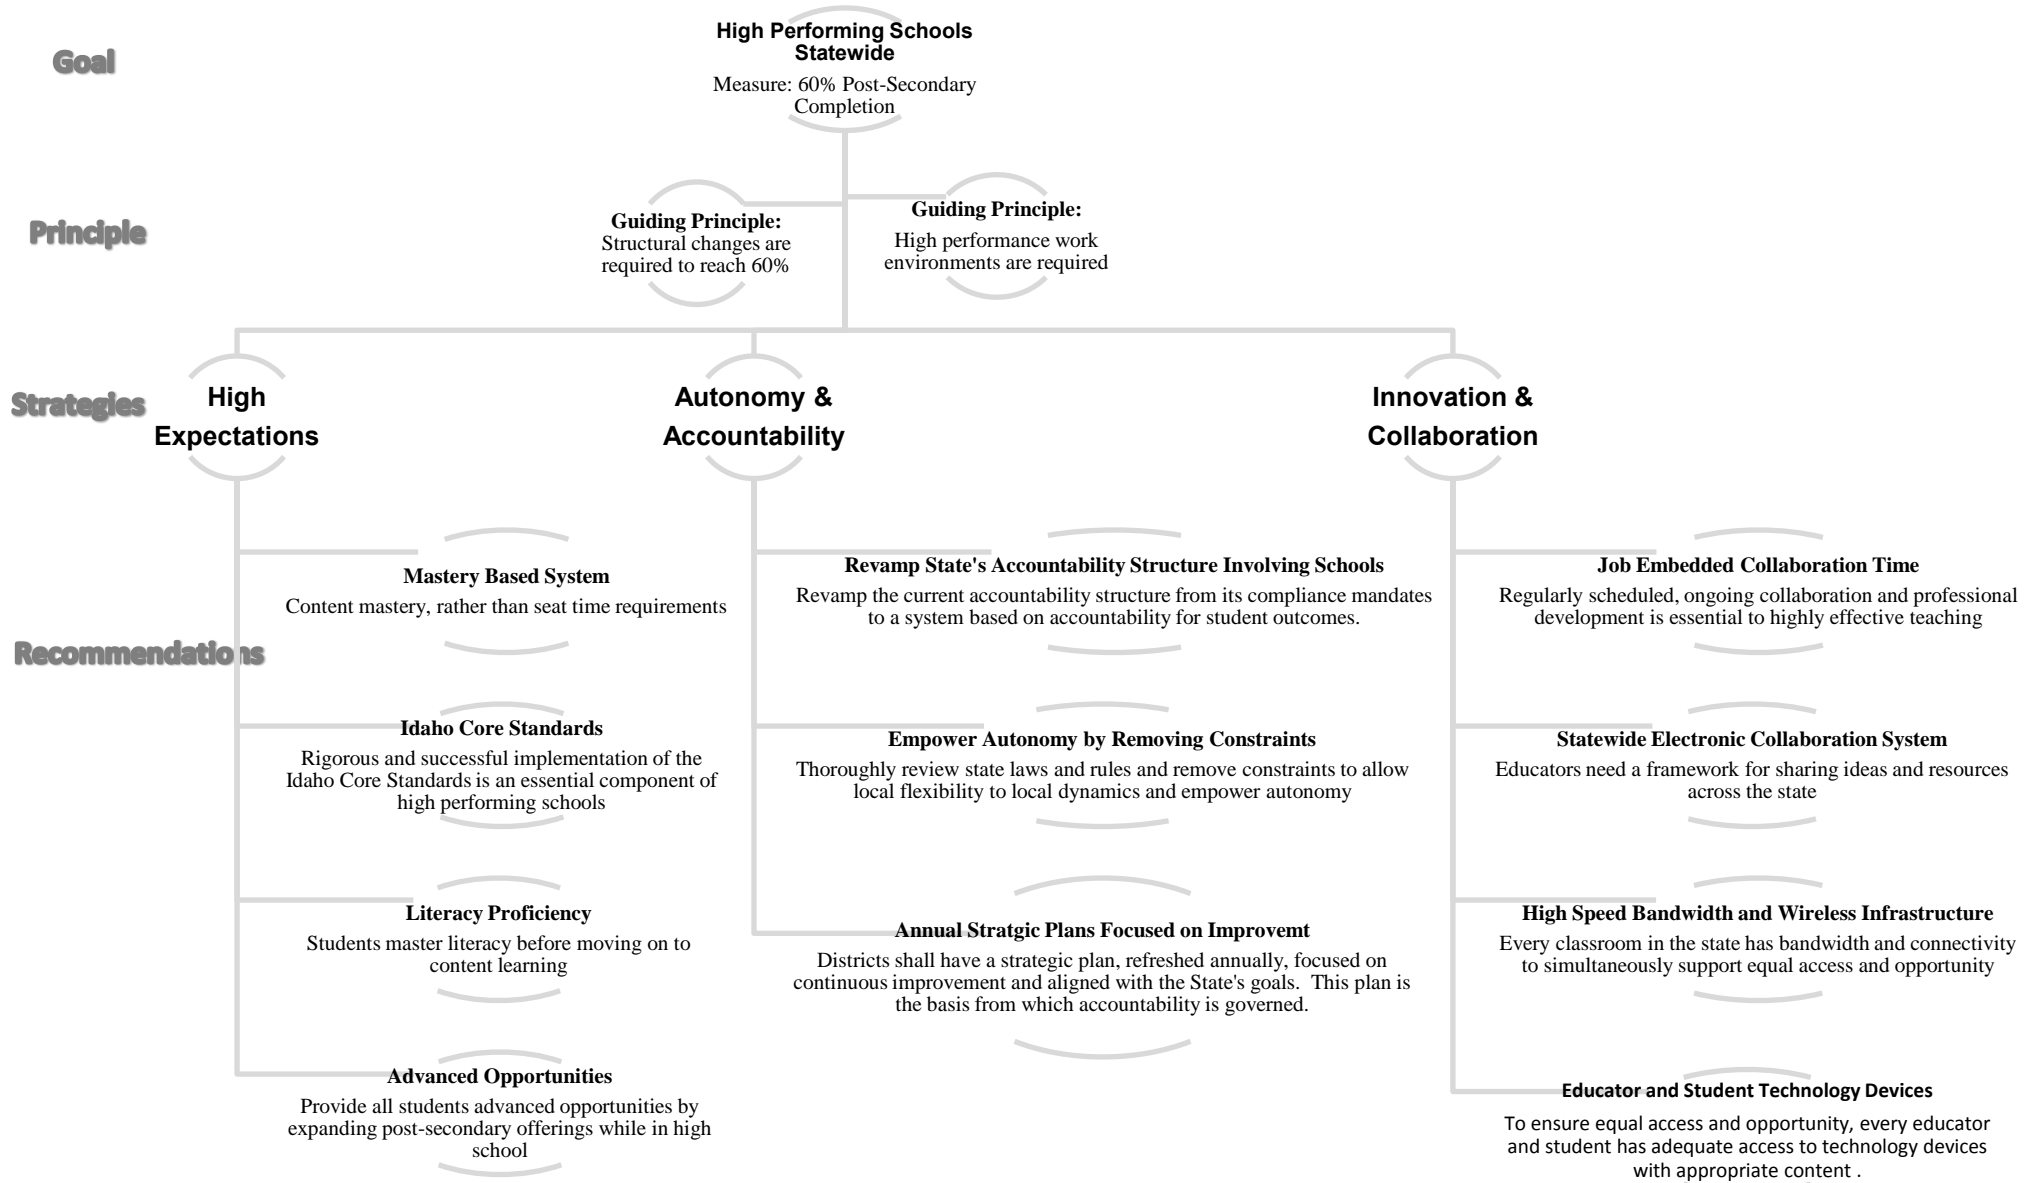 Goal
High Performing Schools
Statewide
Measure: 60% Post-Secondary
Completion
Principle
Guiding Principle:
Structural changes are
required to reach 60%
Guiding Principle:
High performance work
environments are required
Strategies
High
Expectations
Autonomy &
Accountability
Innovation &
Collaboration
Recommendations
Mastery Based System
Content mastery, rather than seat time requirements
Idaho Core Standards
Rigorous and successful implementation of the
Idaho Core Standards is an essential component of
high performing schools
Literacy Proficiency
Students master literacy before moving on to
content learning
Advanced Opportunities
Provide all students advanced opportunities by
expanding post-secondary offerings while in high
school
Revamp State's Accountability Structure Involving Schools
Revamp the current accountability structure from its compliance mandates
to a system based on accountability for student outcomes.
Empower Autonomy by Removing Constraints
Thoroughly review state laws and rules and remove constraints to allow
local flexibility to local dynamics and empower autonomy
Annual Stratgic Plans Focused on Improvemt
Districts shall have a strategic plan, refreshed annually, focused on
continuous improvement and aligned with the State's goals.  This plan is
the basis from which accountability is governed.
Job Embedded Collaboration Time
Regularly scheduled, ongoing collaboration and professional
development is essential to highly effective teaching
Statewide Electronic Collaboration System
Educators need a framework for sharing ideas and resources
across the state
High Speed Bandwidth and Wireless Infrastructure
Every classroom in the state has bandwidth and connectivity
to simultaneously support equal access and opportunity
Educator and Student Technology Devices
To ensure equal access and opportunity, every educator
and student has adequate access to technology devices
with appropriate content .